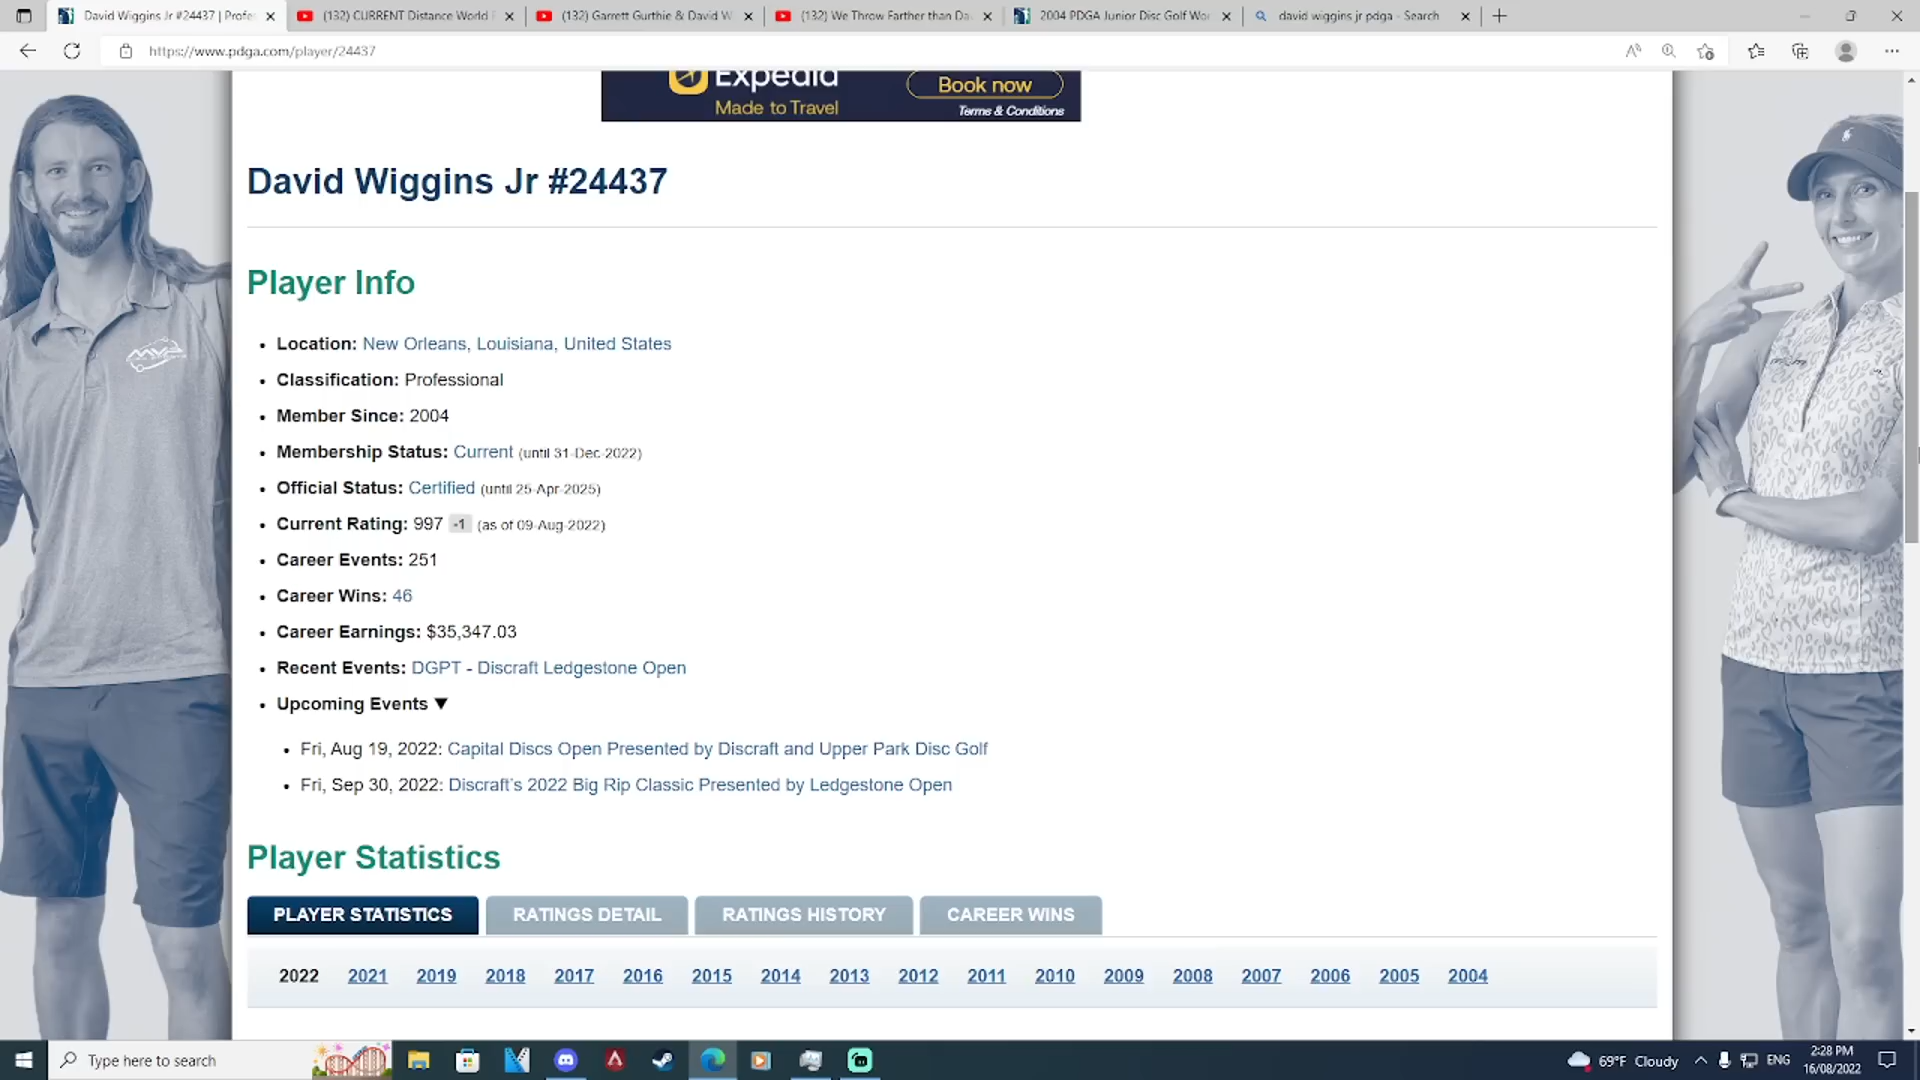 David Wiggins Jr #24437 | Profes
(132) CURRENT Distance World
(132) Garrett Gurthie & David W
(132) We Throw Farther than Da
2004 PDGA Junior Disc Golf Wo
david wiggins jr pdga - Search
https://www.pdga.com/player/24437
Expedia
Made to Travel
Book now
Terms & Conditions
David Wiggins Jr #24437
Player Info
Location: New Orleans, Louisiana, United States
Classification: Professional
Member Since: 2004
Membership Status: Current (until 31-Dec-2022)
Official Status: Certified (until 25-Apr-2025)
Current Rating: 997 -1 (as of 09-Aug-2022)
Career Events: 251
Career Wins: 46
Career Earnings: $35,347.03
Recent Events: DGPT - Discraft Ledgestone Open
Upcoming Events ▼
Fri, Aug 19, 2022: Capital Discs Open Presented by Discraft and Upper Park Disc Golf
Fri, Sep 30, 2022: Discraft's 2022 Big Rip Classic Presented by Ledgestone Open
Player Statistics
PLAYER STATISTICS RATINGS DETAIL RATINGS HISTORY CAREER WINS
2022 2021 2019 2018 2017 2016 2015 2014 2013 2012 2011 2010 2009 2008 2007 2006 2005 2004
Type here to search
69°F Cloudy
ENG
2:28 PM
16/08/2022